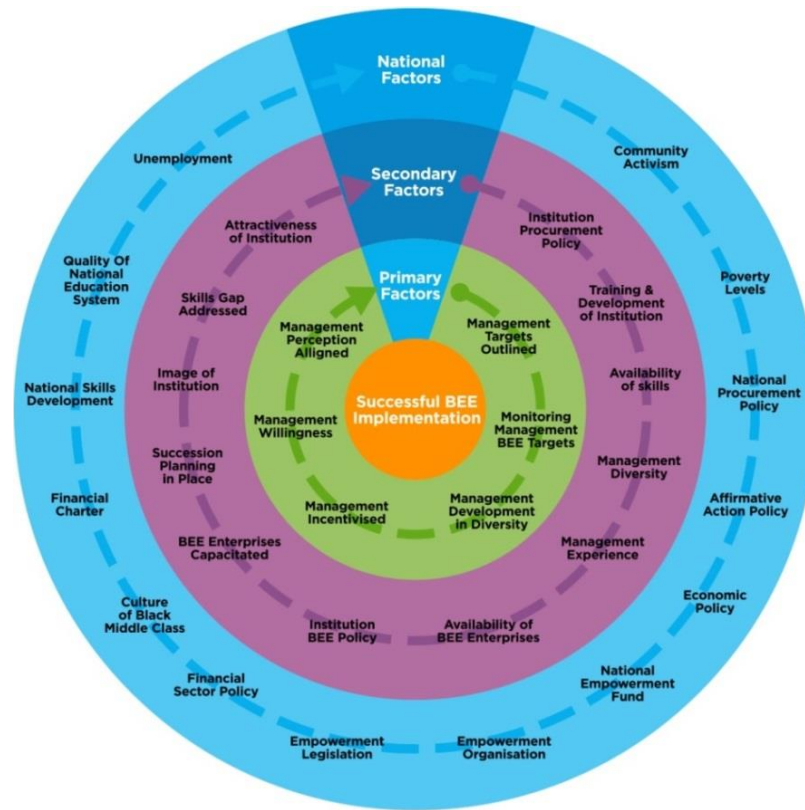 National
Factors
Community
Activism
Poverty
Levels
National
Procurement
Policy
Affirmative
Action Policy
Economic
Policy
National
Empowerment
Fund
Empowerment
Organisation
Empowerment
Legislation
Financial
Sector Policy
Culture
of Black
Middle Class
Financial
Charter
National Skills
Development
Quality Of
National
Education
System
Unemployment
Secondary
Factors
Institution
Procurement
Policy
Training &
Development
of Institution
Availability
of skills
Management
Diversity
Management
Experience
Availability of
BEE Enterprises
Institution
BEE Policy
BEE Enterprises
Capacitated
Succession
Planning
in Place
Image of
Institution
Skills Gap
Addressed
Attractiveness
of Institution
Primary
Factors
Management
Targets
Outlined
Monitoring
Management
BEE Targets
Management
Development
in Diversity
Management
Incentivised
Management
Willingness
Management
Perception
Alligned
Successful BEE
Implementation